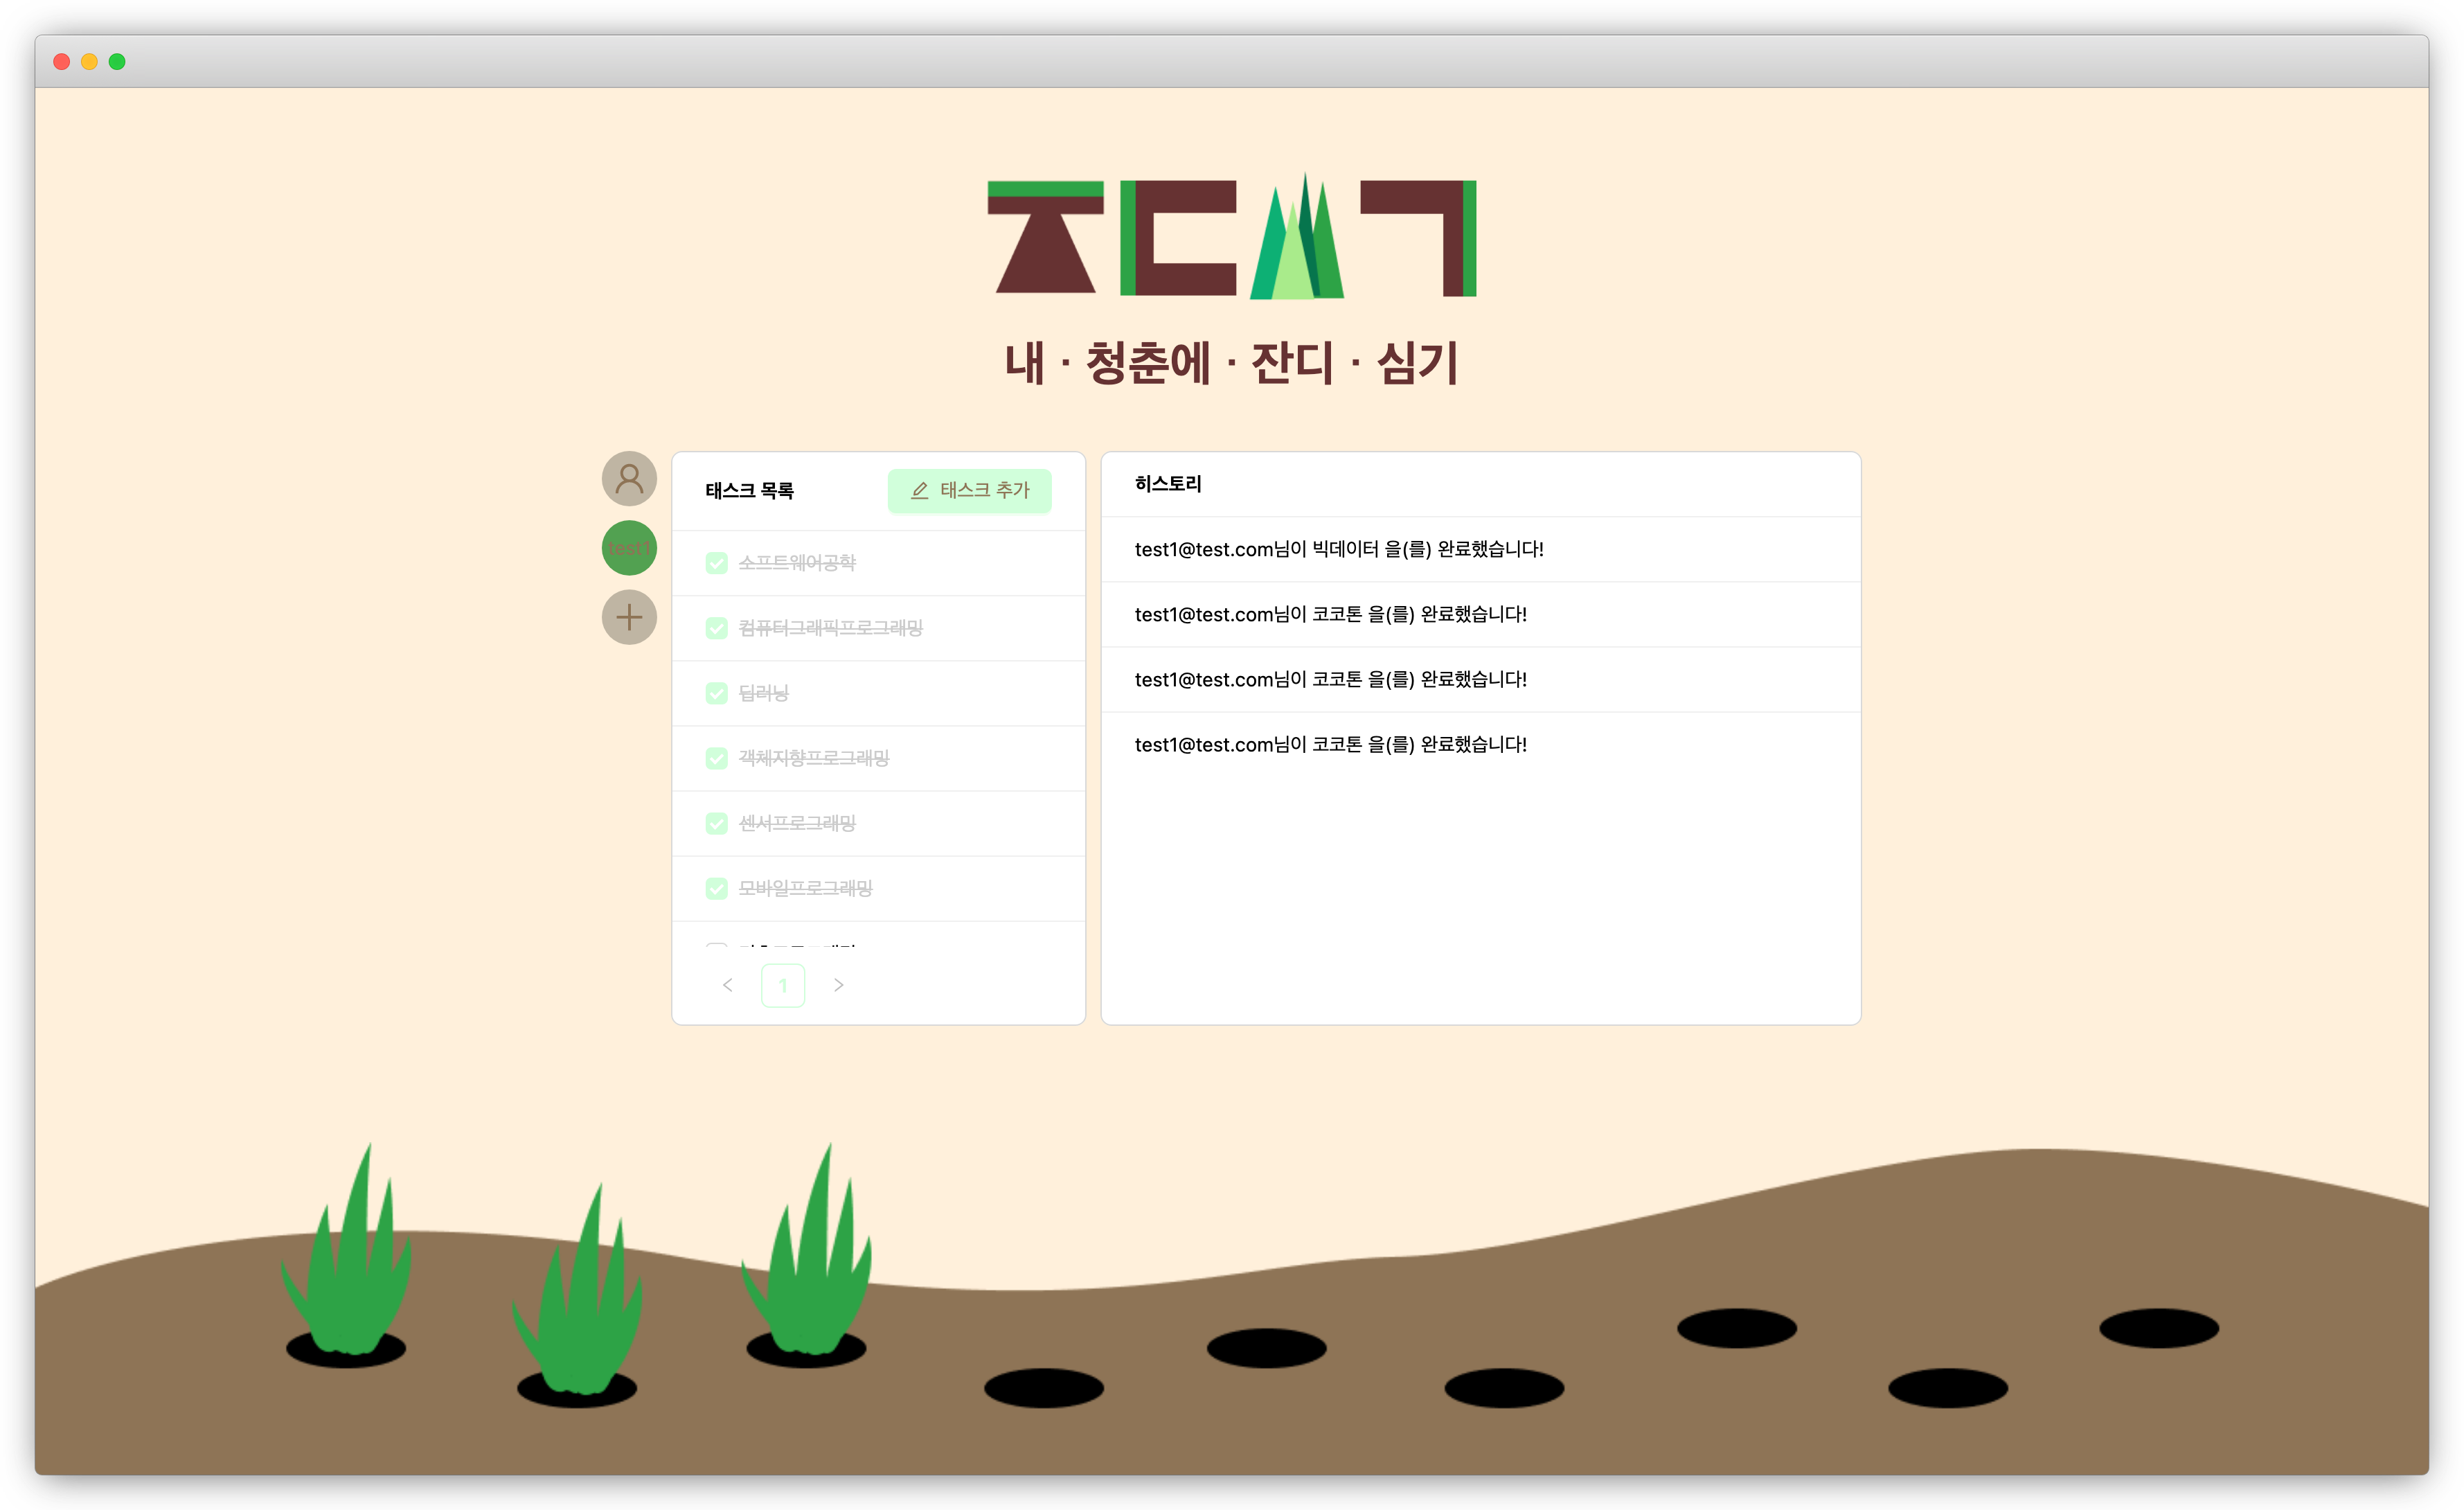 ㅈㄷㅅㄱ
내 · 청춘에 · 잔디 · 심기
test1
태스크 목록
태스크 추가
소프트웨어공학
컴퓨터그래픽프로그래밍
딥러닝
객체지향프로그래밍
센서프로그래밍
모바일프로그래밍
< 1 >
히스토리
test1@test.com님이 빅데이터 을(를) 완료했습니다!
test1@test.com님이 코코톤 을(를) 완료했습니다!
test1@test.com님이 코코톤 을(를) 완료했습니다!
test1@test.com님이 코코톤 을(를) 완료했습니다!